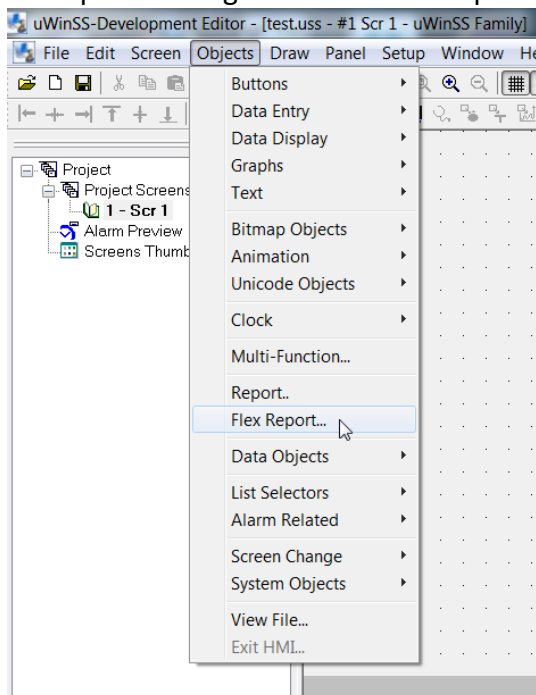 uWinSS-Development Editor - [test.uss - #1 Scr 1 - uWinSS Family]
File Edit Screen Objects Draw Panel Setup Window He
Project
Project Screens
1 - Scr 1
Alarm Preview
Screens Thumb
Buttons
Data Entry
Data Display
Graphs
Text
Bitmap Objects
Animation
Unicode Objects
Clock
Multi-Function...
Report..
Flex Report...
Data Objects
List Selectors
Alarm Related
Screen Change
System Objects
View File...
Exit HMI...